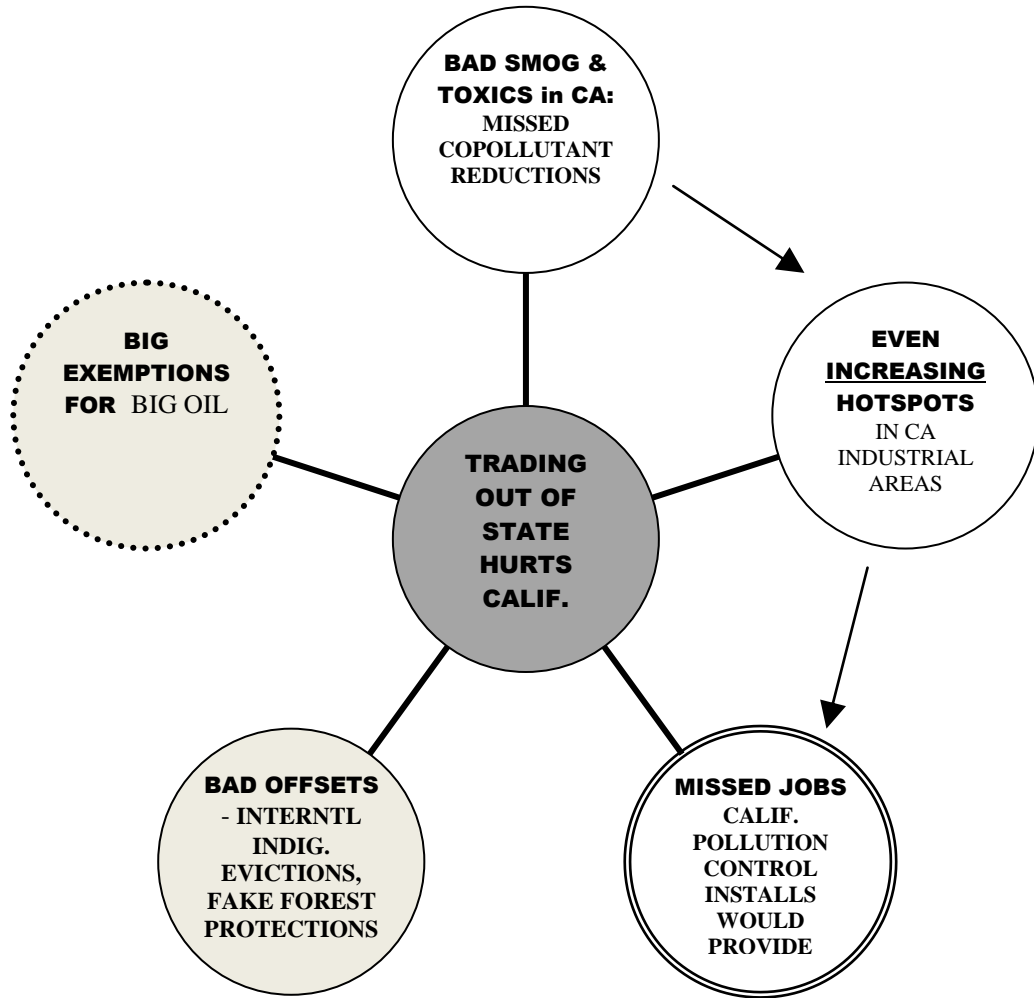 BAD SMOG &
TOXICS in CA:
MISSED
COPOLLUTANT
REDUCTIONS
EVEN
INCREASING
HOTSPOTS
IN CA
INDUSTRIAL
AREAS
MISSED JOBS
CALIF.
POLLUTION
CONTROL
INSTALLS
WOULD
PROVIDE
BAD OFFSETS
- INTERNTL
INDIG.
EVICTIONS,
FAKE FOREST
PROTECTIONS
BIG
EXEMPTIONS
FOR BIG OIL
TRADING
OUT OF
STATE
HURTS
CALIF.